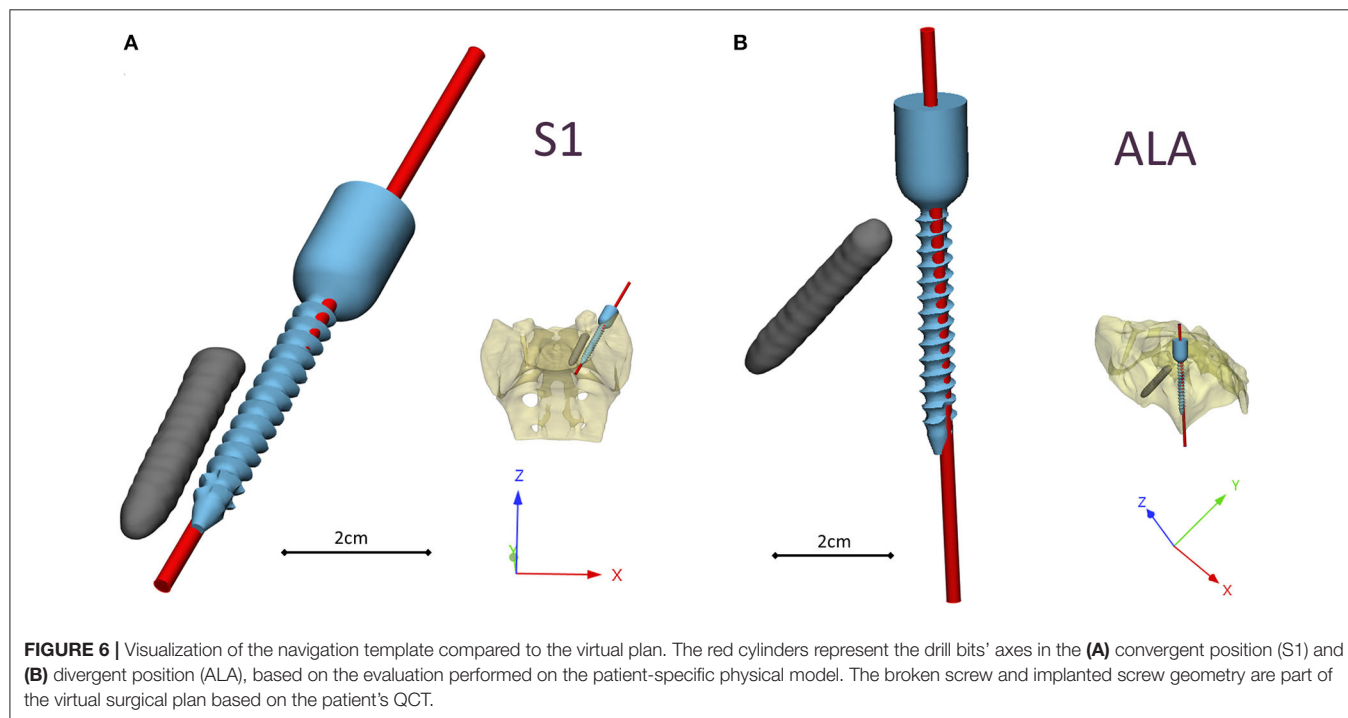 A
B
S1
ALA
2cm
Z
Y
X
2cm
Z
Y
X
FIGURE 6 | Visualization of the navigation template compared to the virtual plan. The red cylinders represent the drill bits' axes in the (A) convergent position (S1) and
(B) divergent position (ALA), based on the evaluation performed on the patient-specific physical model. The broken screw and implanted screw geometry are part of
the virtual surgical plan based on the patient's QCT.